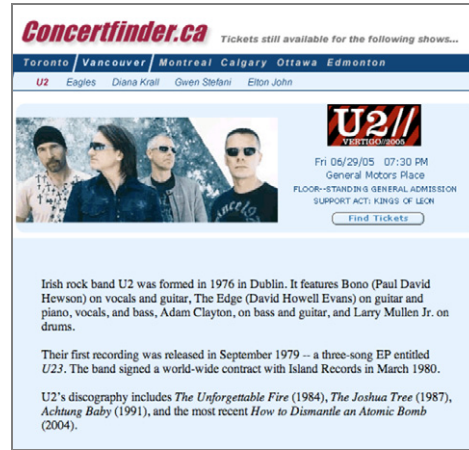 Concertfinder.ca
Tickets still available for the following shows...
Toronto / Vancouver / Montreal Calgary Ottawa Edmonton
U2 Eagles Diana Krall Gwen Stefani Elton John
U2//
VERTIGO//2005
Fri 06/29/05 07:30 PM
General Motors Place
FLOOR--STANDING GENERAL ADMISSION
SUPPORT ACT: KINGS OF LEON
Find Tickets
Irish rock band U2 was formed in 1976 in Dublin. It features Bono (Paul David
Hewson) on vocals and guitar, The Edge (David Howell Evans) on guitar and
piano, vocals, and bass, Adam Clayton, on bass and guitar, and Larry Mullen Jr. on
drums.
Their first recording was released in September 1979 -- a three-song EP entitled
U23. The band signed a world-wide contract with Island Records in March 1980.
U2's discography includes The Unforgettable Fire (1984), The Joshua Tree (1987),
Achtung Baby (1991), and the most recent How to Dismantle an Atomic Bomb
(2004).